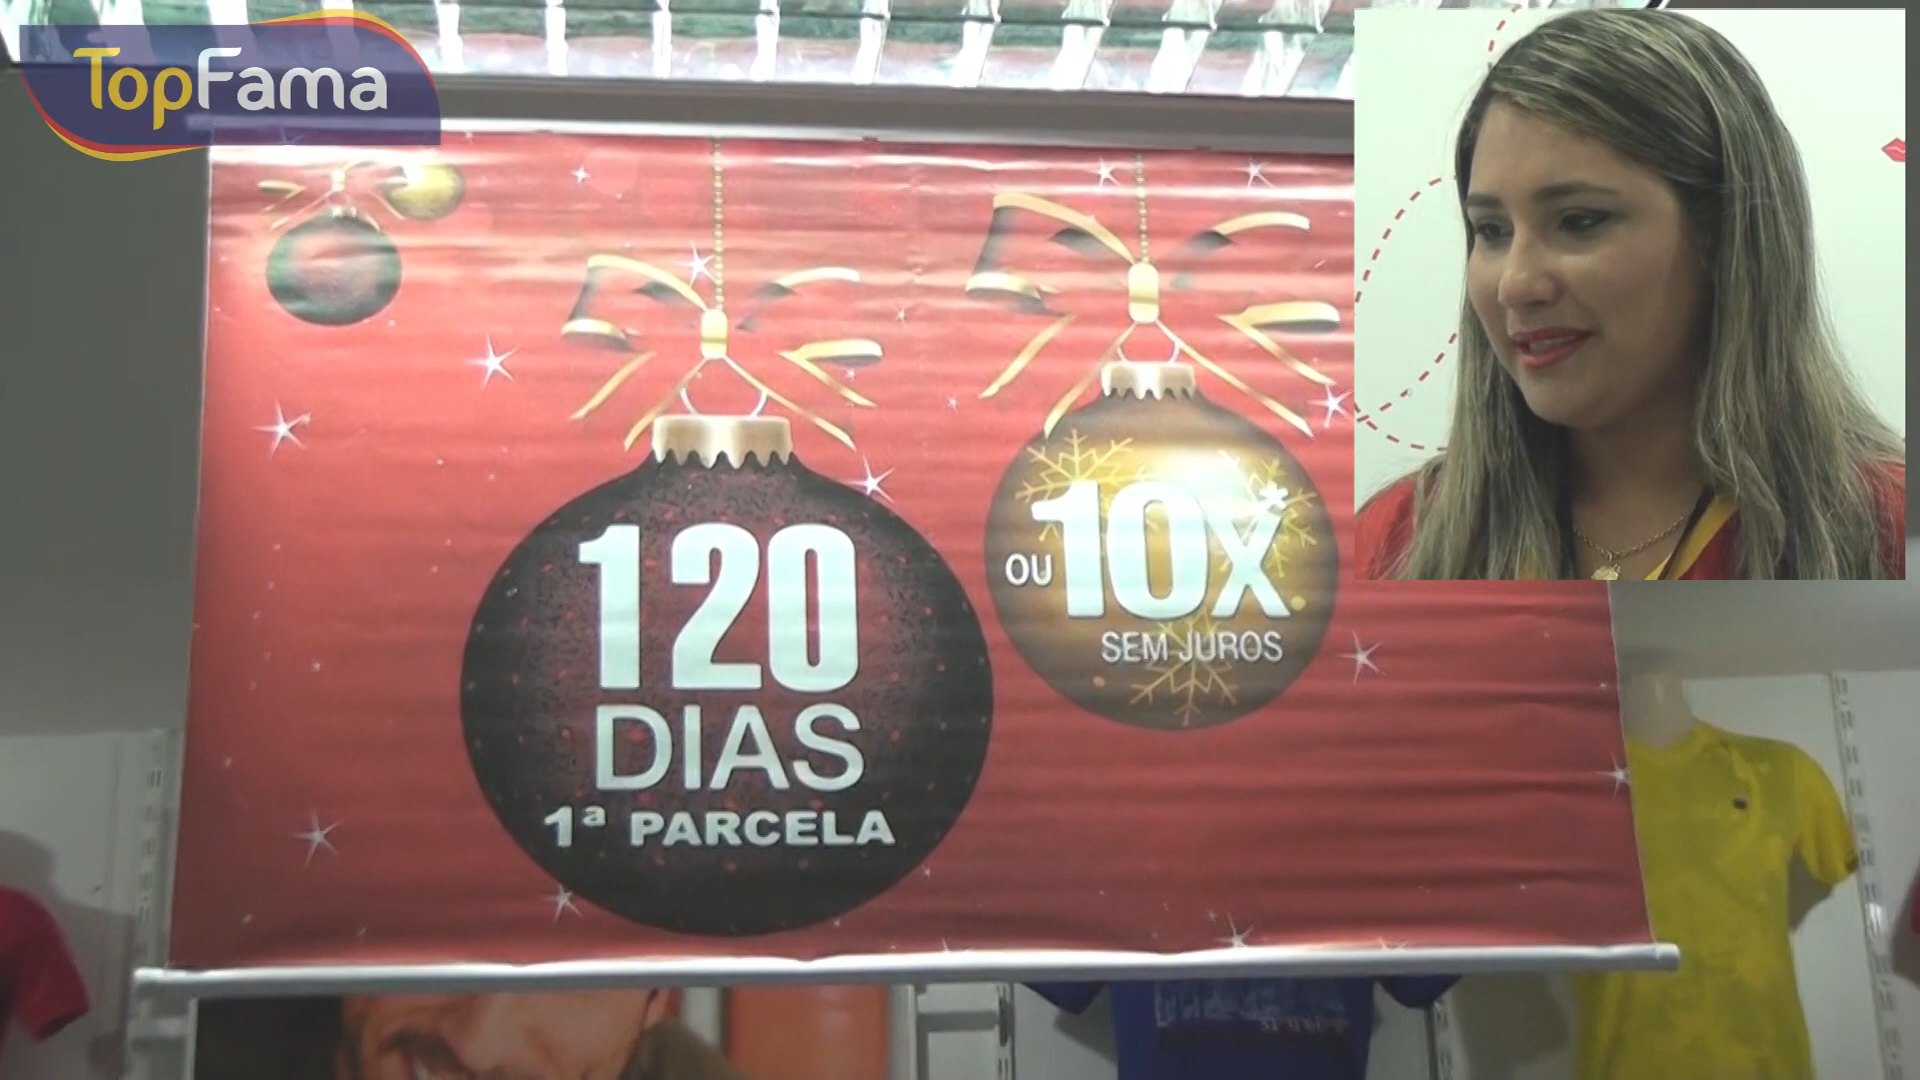 TopFama
120
DIAS
1ª PARCELA
OU 10x*
SEM JUROS